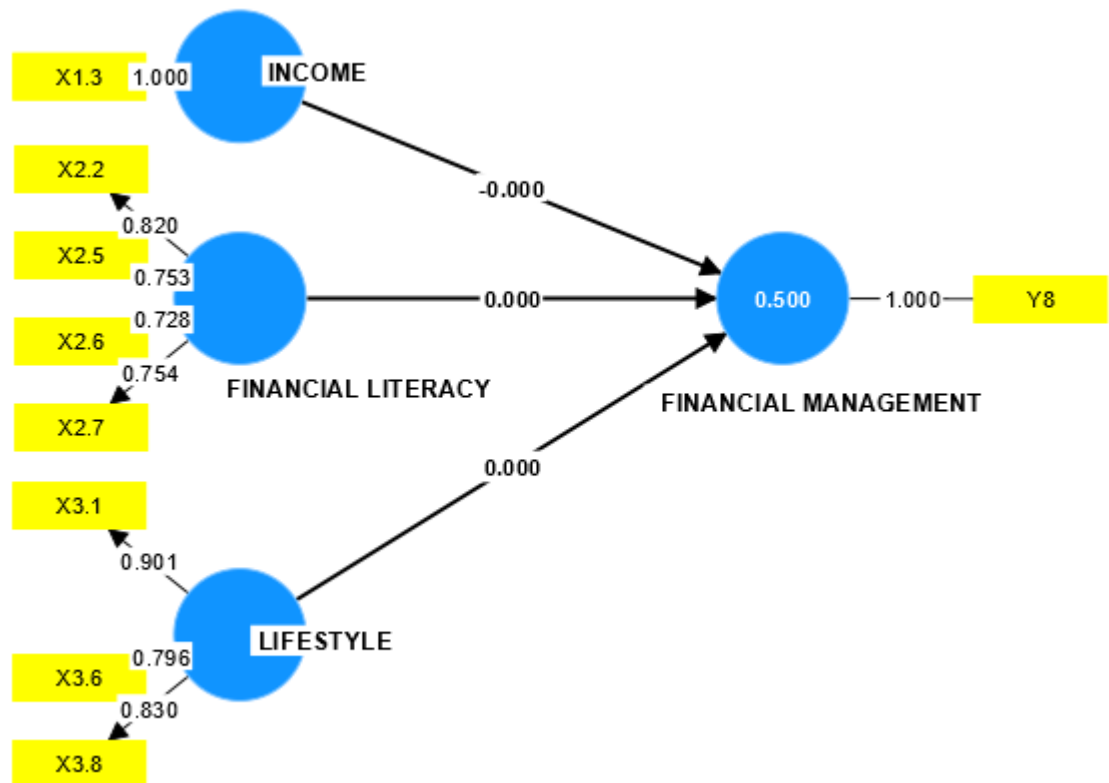 X1.3
1.000
INCOME
X2.2
-0.000
0.820
X2.5
0.753
0.000
0.500
1.000
Y8
0.728
X2.6
0.754
FINANCIAL LITERACY
FINANCIAL MANAGEMENT
X2.7
0.000
X3.1
0.901
LIFESTYLE
0.796
X3.6
0.830
X3.8